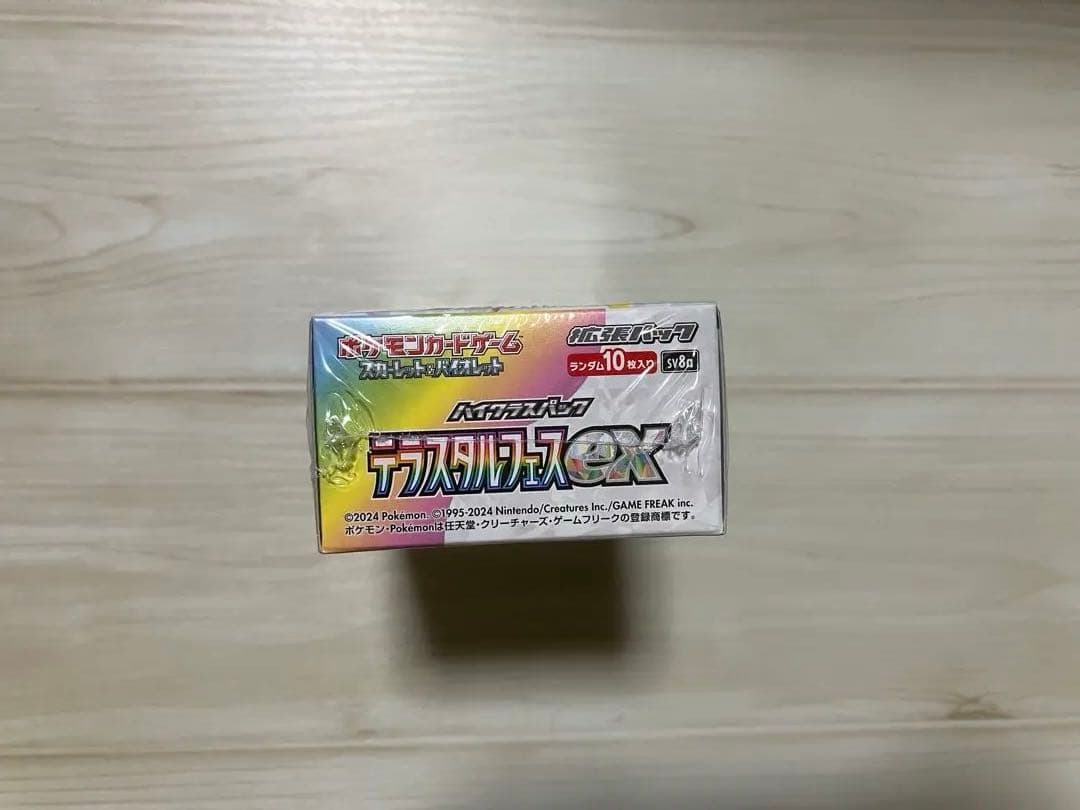 ポケモンカードゲーム
スカーレット&バイオレット
拡張パック
ランダム10枚入り
sv8a
ハイクラスパック
テラスタルフェスex
©2024 Pokémon. ©1995-2024 Nintendo/Creatures Inc./GAME FREAK inc.
ポケモン・Pokémonは任天堂・クリーチャーズ・ゲームフリークの登録商標です。